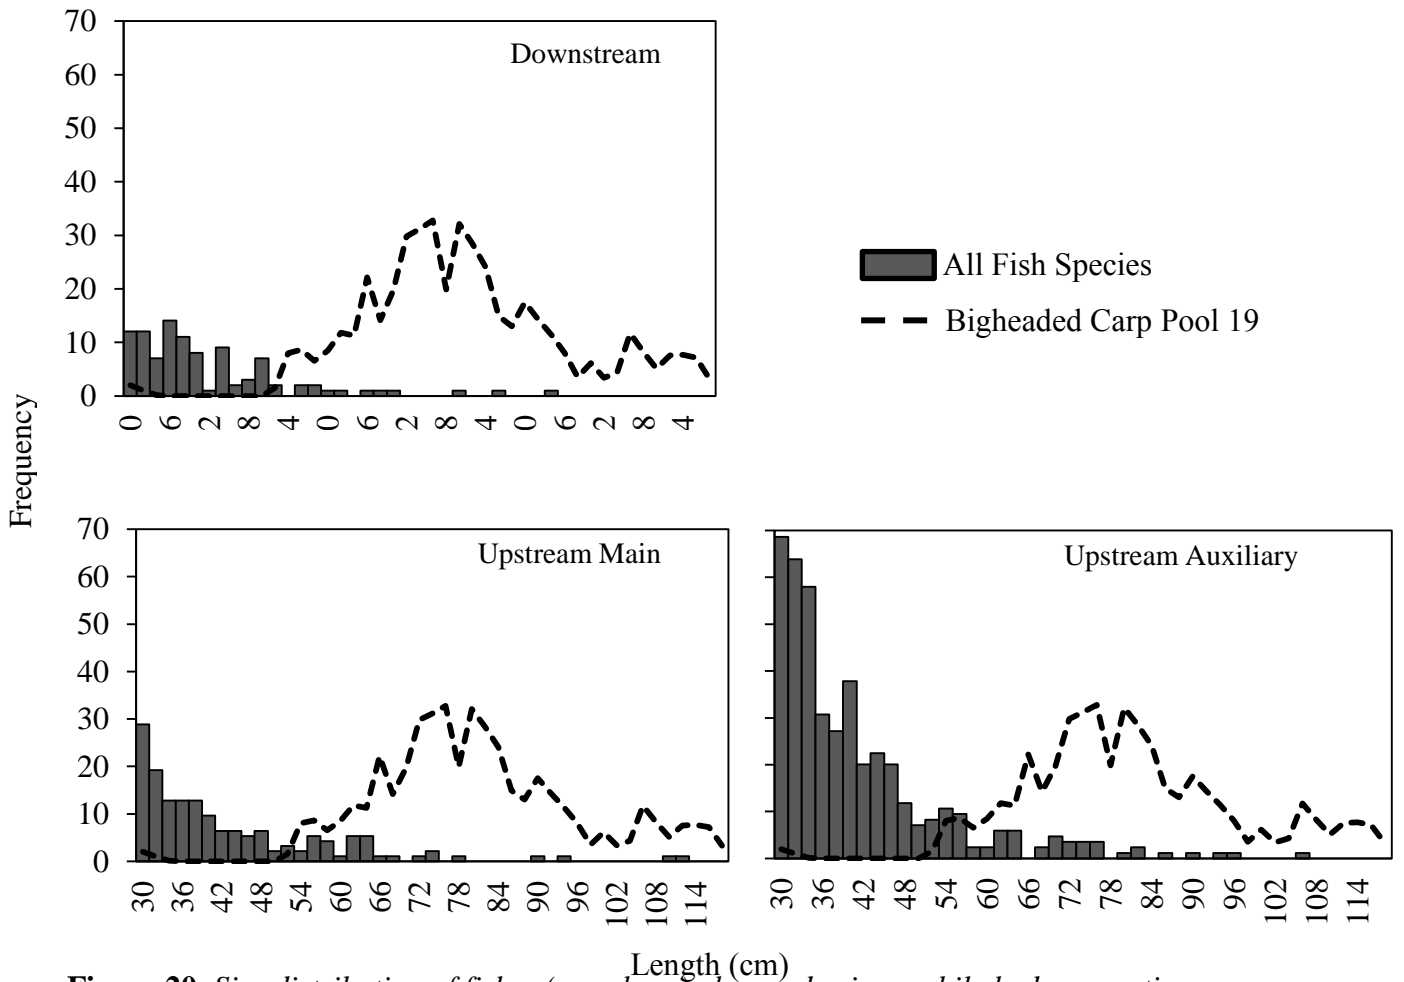 70
60
50
40
30
20
10
0
Downstream
0 6 2 8 4 0 6 2 8 4 0 6 2 8 4
All Fish Species
Bigheaded Carp Pool 19
Frequency
70
60
50
40
30
20
10
0
Upstream Main
30 36 42 48 54 60 66 72 78 84 90 96 102 108 114
Upstream Auxiliary
30 36 42 48 54 60 66 72 78 84 90 96 102 108 114
Length (cm)